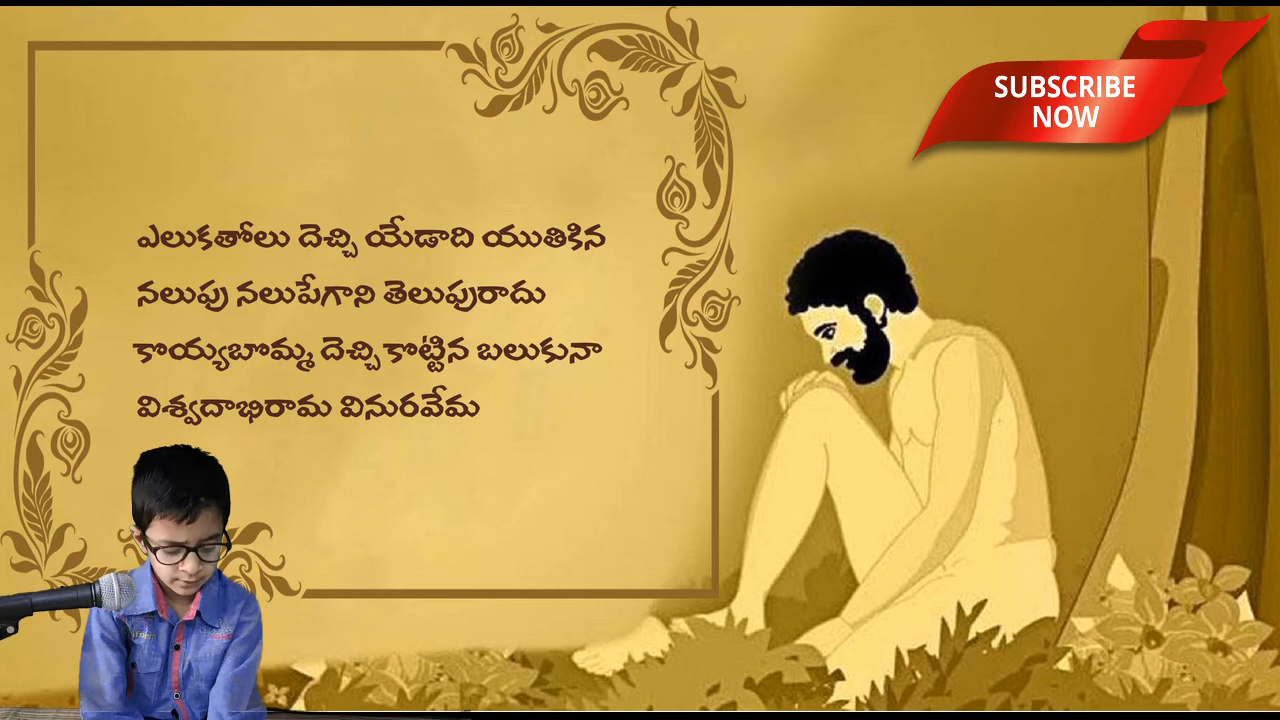 ఎలుకతోలు దెచ్చి యేడాది యుతికిన
నలుపు నలుపేగాని తెలుపురాదు
కొయ్యబొమ్మ దెచ్చి కొట్టిన బలుకునా
విశ్వదాభిరామ వినురవేమ
SUBSCRIBE
NOW